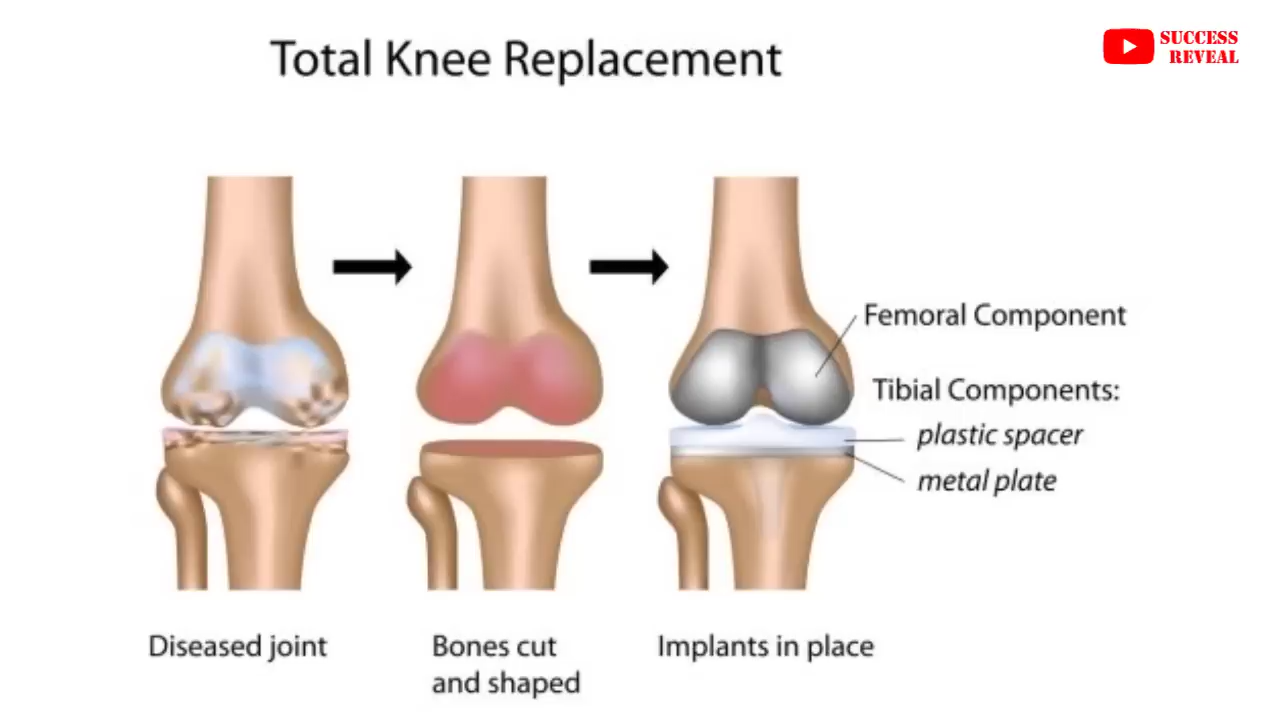 Total Knee Replacement
SUCCESS
REVEAL
Femoral Component
Tibial Components:
plastic spacer
metal plate
Diseased joint
Bones cut
and shaped
Implants in place